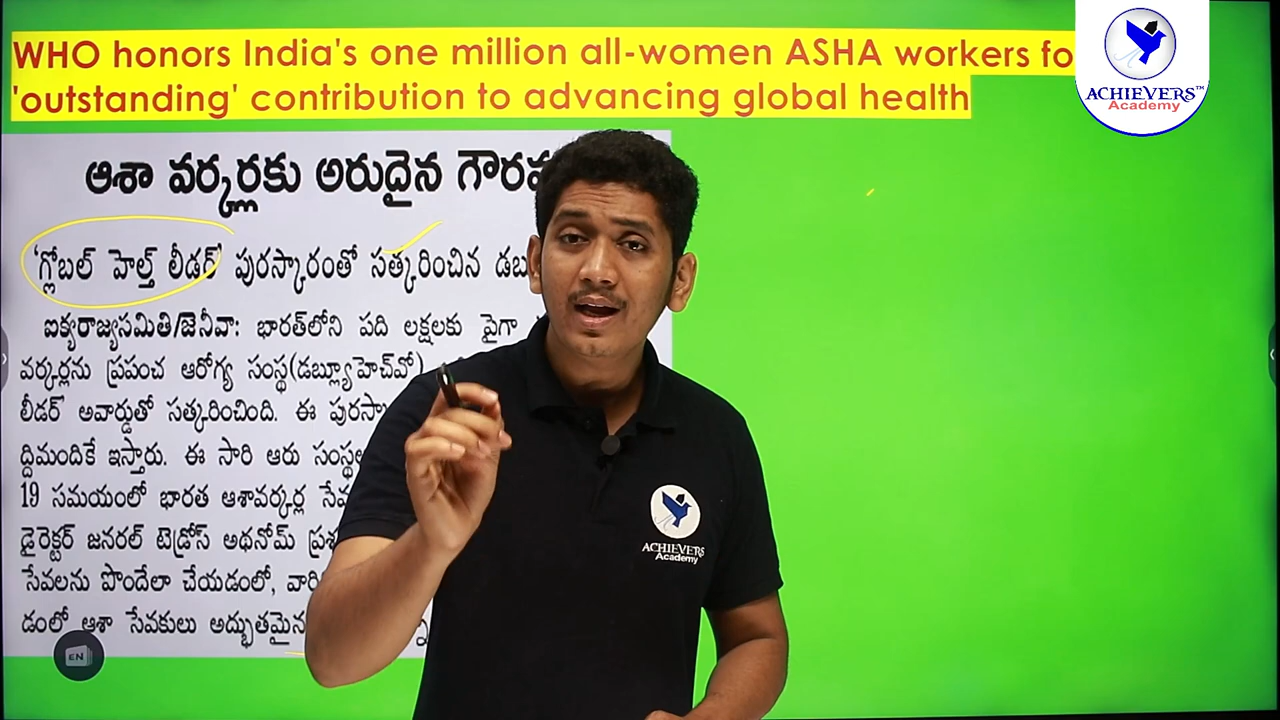 WHO honors India's one million all-women ASHA workers fo
'outstanding' contribution to advancing global health
ACHIEVERS™
Academy
ఆశా వర్కర్లకు అరుదైన గౌరవ
'గ్లోబల్ హెల్త్ లీడర్' పురస్కారంతో సత్కరించిన డబ్
ఐక్యరాజ్యసమితి/జెనీవా: భారత్‌లోని పది లక్షలకు పైగా
వర్కర్లను ప్రపంచ ఆరోగ్య సంస్థ(డబ్ల్యూహెచ్‌వో)
లీడర్ అవార్డుతో సత్కరించింది. ఈ పురస్కా
ద్దిమందికే ఇస్తారు. ఈ సారి ఆరు సంస్థల
19 సమయంలో భారత ఆశావర్కర్ల సేవ
డైరెక్టర్ జనరల్ టెడ్రోస్ అథనోమ్ ప్రశ
సేవలను పొందేలా చేయడంలో, వారి
డంలో ఆశా సేవకులు అద్భుతమైన
EN
ACHIEVERS
Academy